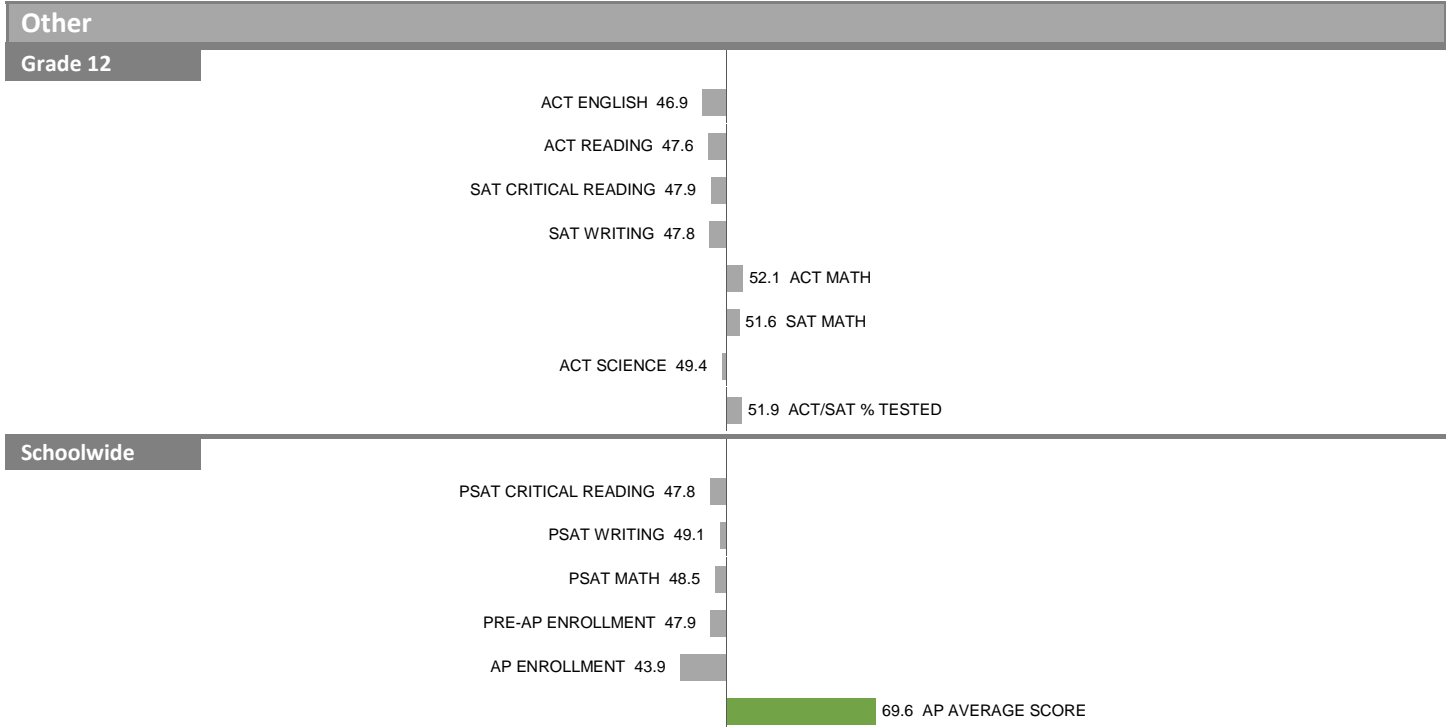 Other
Grade 12
ACT ENGLISH 46.9
ACT READING 47.6
SAT CRITICAL READING 47.9
SAT WRITING 47.8
52.1 ACT MATH
51.6 SAT MATH
ACT SCIENCE 49.4
51.9 ACT/SAT % TESTED
Schoolwide
PSAT CRITICAL READING 47.8
PSAT WRITING 49.1
PSAT MATH 48.5
PRE-AP ENROLLMENT 47.9
AP ENROLLMENT 43.9
69.6 AP AVERAGE SCORE